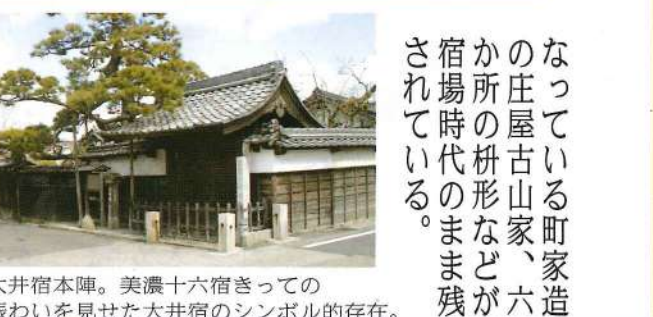 なっている町家造
の庄屋古山家、六
か所の枡形などが
宿場時代のまま残
されている。
大井宿本陣。美濃十六宿きっての
賑わいを見せた大井宿のシンボル的存在。